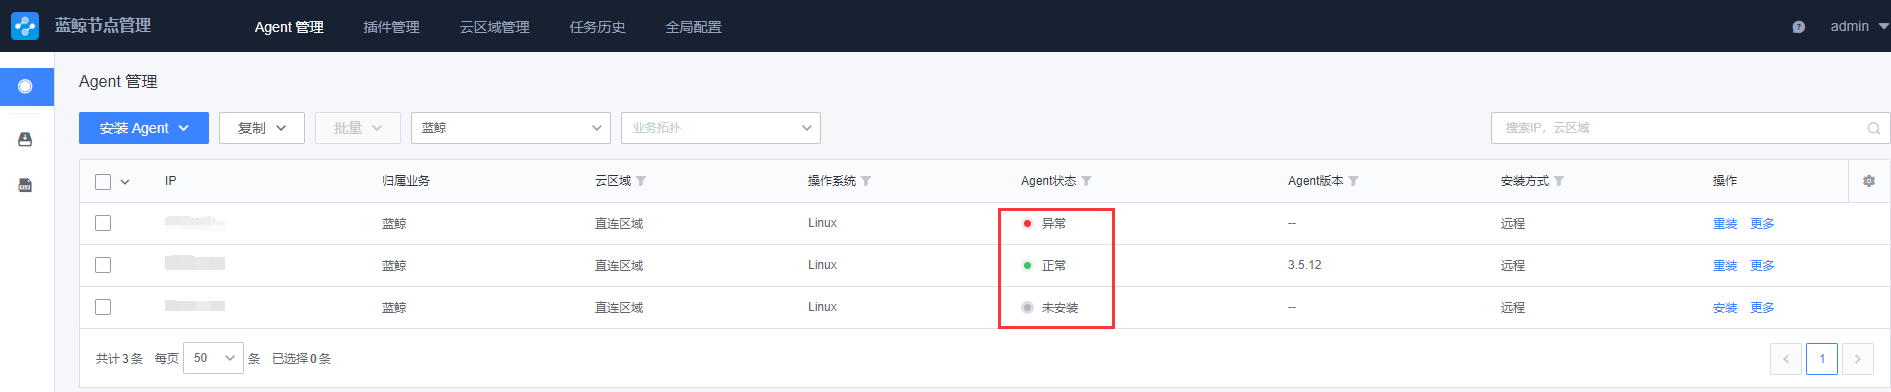 蓝鲸节点管理 Agent 管理 插件管理 云区域管理 任务历史 全局配置 admin
Agent 管理
安装 Agent 复制 批量 蓝鲸 业务拓扑 搜索IP，云区域
IP 归属业务 云区域 操作系统 Agent状态 Agent版本 安装方式 操作
蓝鲸 直连区域 Linux 异常 -- 远程 重装 更多
蓝鲸 直连区域 Linux 正常 3.5.12 远程 重装 更多
蓝鲸 直连区域 Linux 未安装 -- 远程 安装 更多
共计 3 条 每页 50 条 已选择 0 条 1